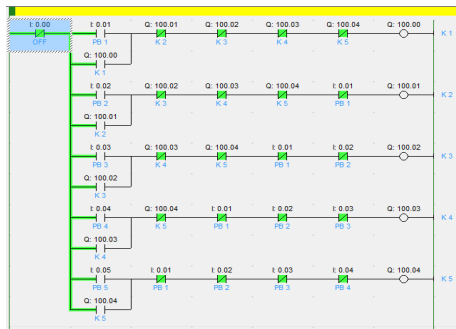 I: 0.00 I: 0.01 Q: 100.01 Q: 100.02 Q: 100.03 Q: 100.04 Q: 100.00
OFF PB 1 K 2 K 3 K 4 K 5 K 1
Q: 100.00
K 1
I: 0.02 Q: 100.02 Q: 100.03 Q: 100.04 I: 0.01 Q: 100.01
PB 2 K 3 K 4 K 5 PB 1 K 2
Q: 100.01
K 2
I: 0.03 Q: 100.03 Q: 100.04 I: 0.01 I: 0.02 Q: 100.02
PB 3 K 4 K 5 PB 1 PB 2 K 3
Q: 100.02
K 3
I: 0.04 Q: 100.04 I: 0.01 I: 0.02 I: 0.03 Q: 100.03
PB 4 K 5 PB 1 PB 2 PB 3 K 4
Q: 100.03
K 4
I: 0.05 I: 0.01 I: 0.02 I: 0.03 I: 0.04 Q: 100.04
PB 5 PB 1 PB 2 PB 3 PB 4 K 5
Q: 100.04
K 5